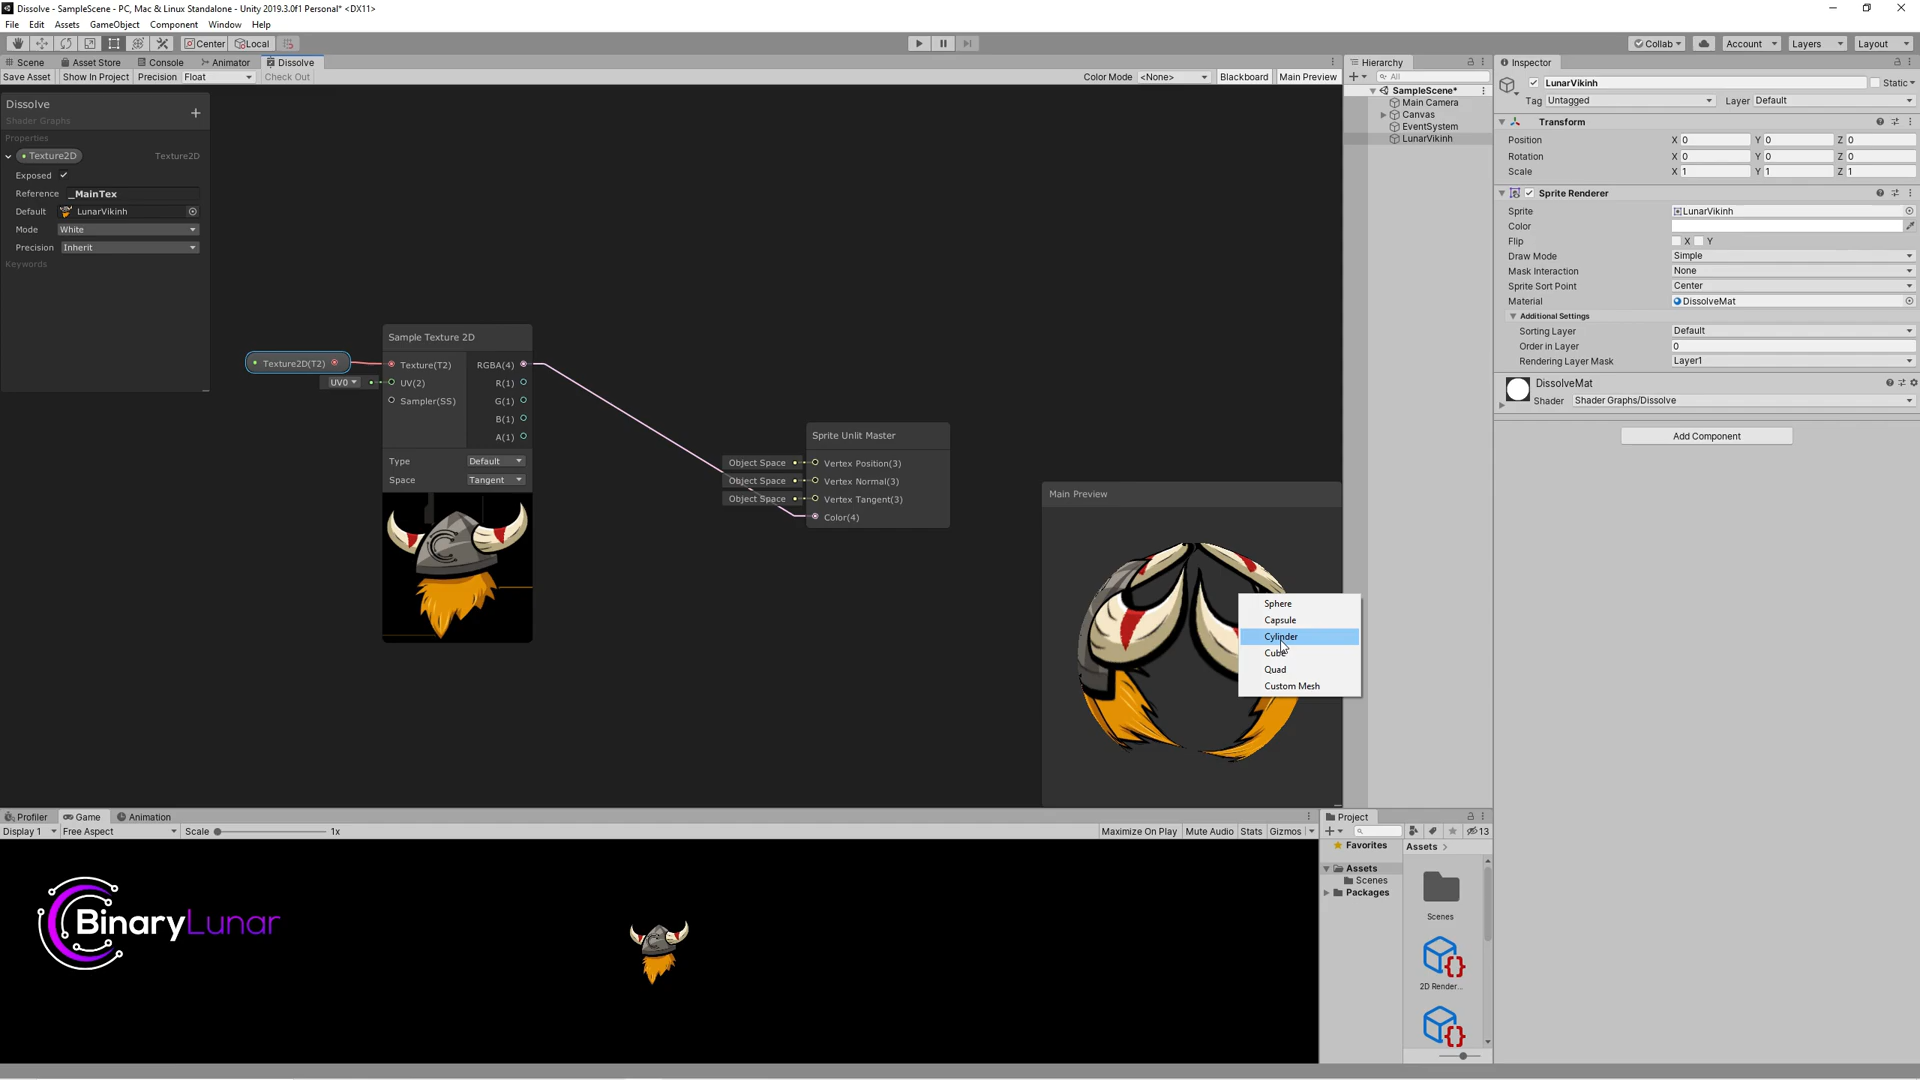 Dissolve - SampleScene - PC, Mac & Linux Standalone - Unity 2019.3.0f1 Personal* <DX11>
File Edit Assets GameObject Component Window Help
Center Local
Collab Account Layers Layout
Scene Asset Store Console Animator Dissolve
Save Asset Show In Project Precision Float Check Out
Color Mode <None> Blackboard Main Preview
Dissolve
Shader Graphs
Properties
Texture2D Texture2D
Exposed
Reference _MainTex
Default LunarVikinh
Mode White
Precision Inherit
Keywords
Texture2D(T2)
UV0
Sample Texture 2D
Texture(T2) RGBA(4)
UV(2) R(1)
Sampler(SS) G(1)
B(1)
A(1)
Type Default
Space Tangent
Sprite Unlit Master
Object Space Vertex Position(3)
Object Space Vertex Normal(3)
Object Space Vertex Tangent(3)
Color(4)
Main Preview
Sphere
Capsule
Cylinder
Cube
Quad
Custom Mesh
Hierarchy
All
SampleScene*
Main Camera
Canvas
EventSystem
LunarVikinh
Inspector
LunarVikinh Static
Tag Untagged Layer Default
Transform
Position X 0 Y 0 Z 0
Rotation X 0 Y 0 Z 0
Scale X 1 Y 1 Z 1
Sprite Renderer
Sprite LunarVikinh
Color
Flip X Y
Draw Mode Simple
Mask Interaction None
Sprite Sort Point Center
Material DissolveMat
Additional Settings
Sorting Layer Default
Order in Layer 0
Rendering Layer Mask Layer1
DissolveMat
Shader Shader Graphs/Dissolve
Add Component
Profiler Game Animation
Display 1 Free Aspect Scale 1x
Maximize On Play Mute Audio Stats Gizmos
BinaryLunar
Project
13
Favorites
Assets
Scenes
Packages
Assets >
Scenes
2D Render...